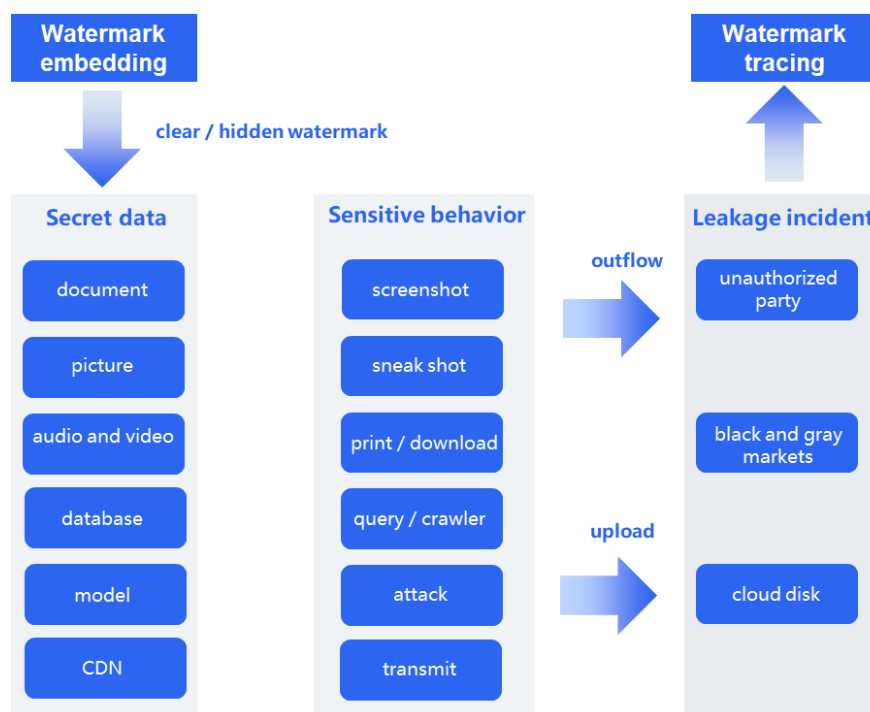 Watermark
embedding
clear / hidden watermark
Secret data
document
picture
audio and video
database
model
CDN
Sensitive behavior
screenshot
sneak shot
print / download
query / crawler
attack
transmit
outflow
upload
Watermark
tracing
Leakage incident
unauthorized
party
black and gray
markets
cloud disk